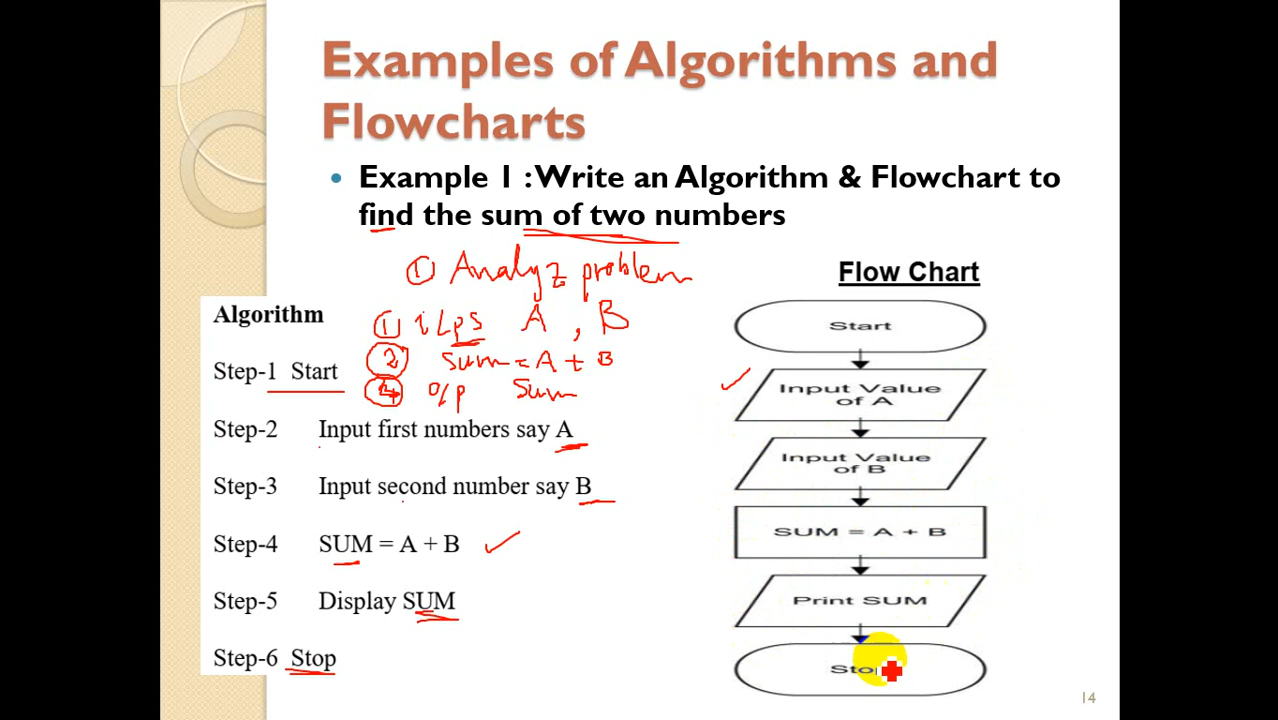 Examples of Algorithms and
Flowcharts
• Example 1 : Write an Algorithm & Flowchart to
find the sum of two numbers
① Analyz problem
① i/ps A , B
② sum = A + B
o/p Sum
Algorithm
Step-1 Start
Step-2 Input first numbers say A
Step-3 Input second number say B
Step-4 SUM = A + B
Step-5 Display SUM
Step-6 Stop
Flow Chart
Start
Input Value
of A
Input Value
of B
SUM = A + B
Print SUM
14